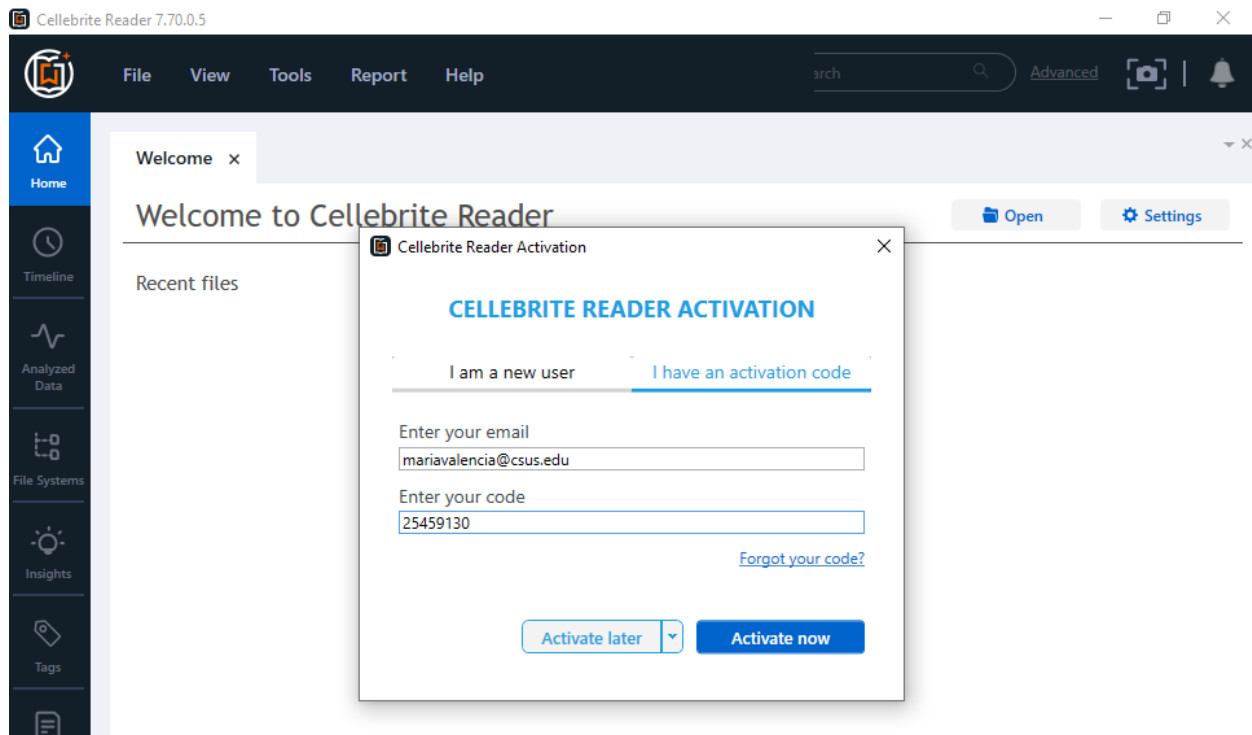 Cellebrite Reader 7.70.0.5
File View Tools Report Help arch Advanced
Home
Timeline
Analyzed
Data
File Systems
Insights
Tags
Welcome
Welcome to Cellebrite Reader
Open Settings
Recent files
Cellebrite Reader Activation
CELLEBRITE READER ACTIVATION
I am a new user I have an activation code
Enter your email
mariavalencia@csus.edu
Enter your code
25459130
Forgot your code?
Activate later Activate now